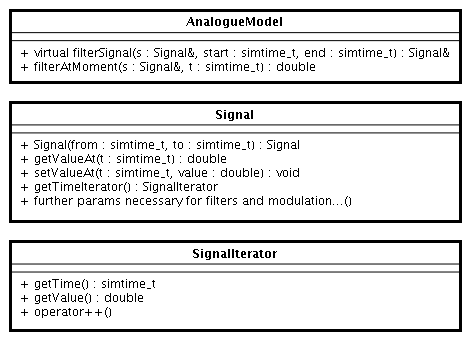 AnalogueModel
+ virtual filterSignal(s : Signal&, start : simtime_t, end : simtime_t) : Signal&
+ filterAtMoment(s : Signal&, t : simtime_t) : double
Signal
+ Signal(from : simtime_t, to : simtime_t) : Signal
+ getValueAt(t : simtime_t) : double
+ setValueAt(t : simtime_t, value : double) : void
+ getTimeIterator() : SignalIterator
+ further params necessary for filters and modulation...()
SignalIterator
+ getTime() : simtime_t
+ getValue() : double
+ operator++()